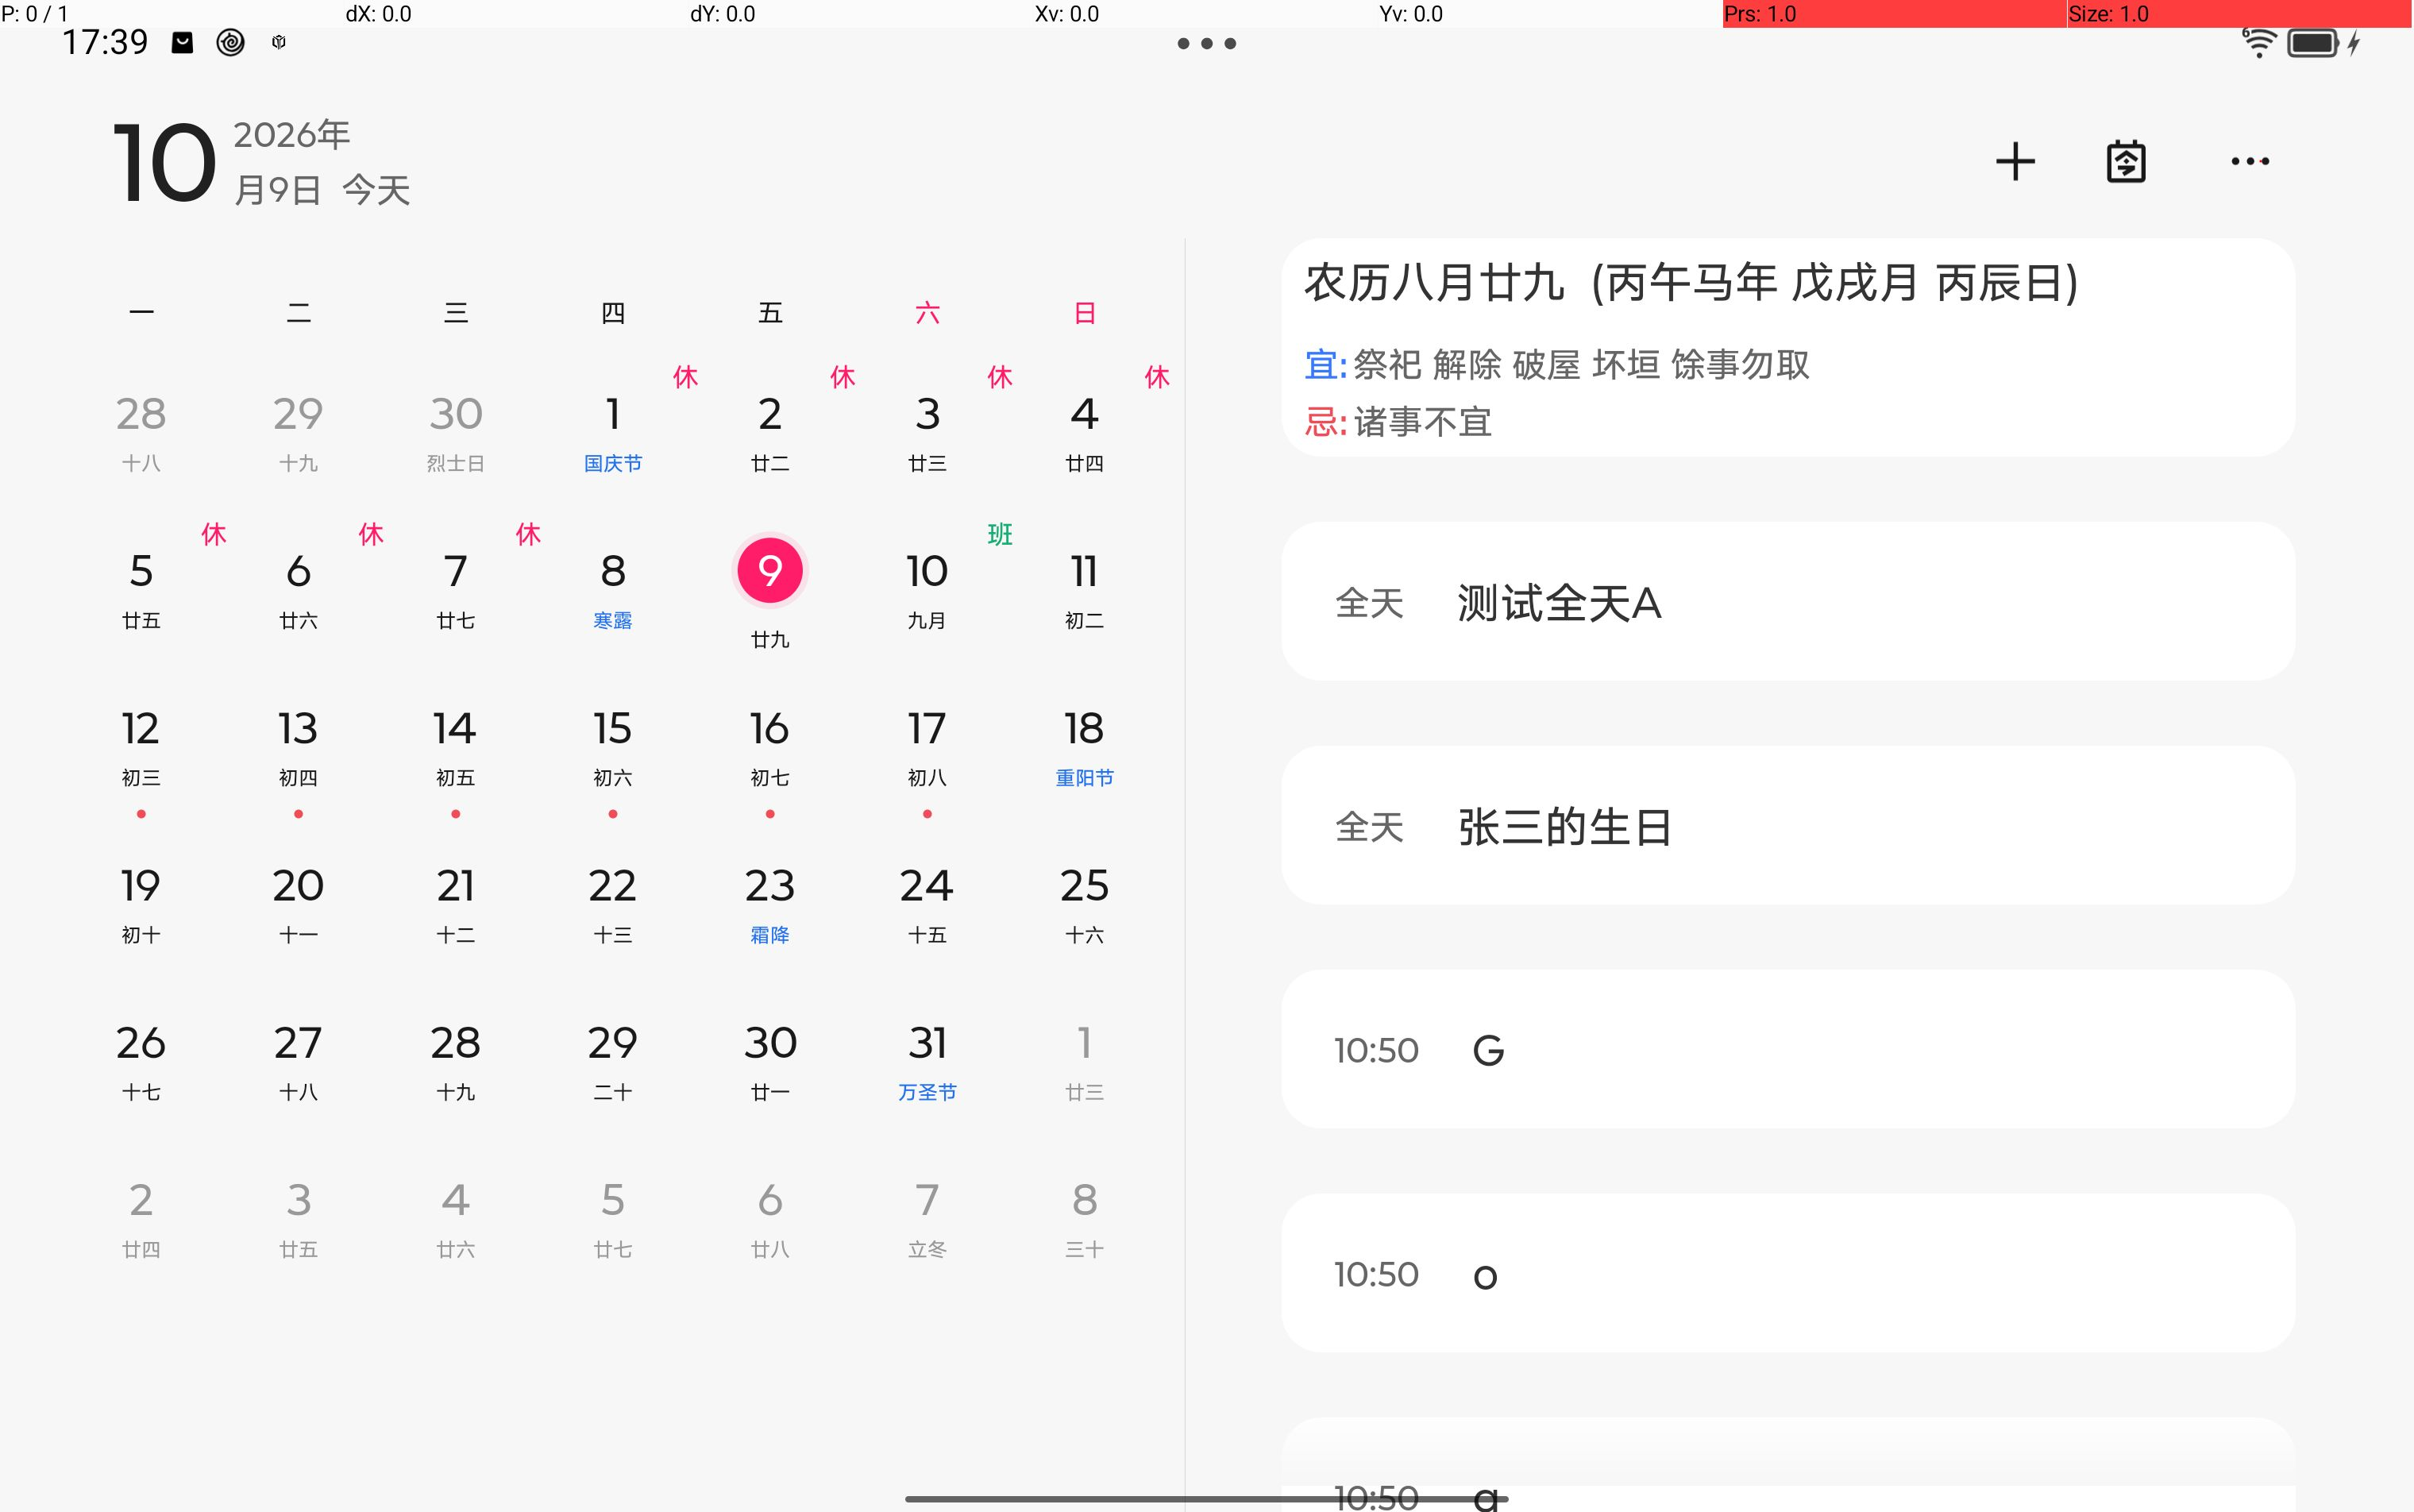 P: 0 / 1 dX: 0.0 dY: 0.0 Xv: 0.0 Yv: 0.0 Prs: 1.0 Size: 1.0
17:39
6
10 2026年
月9日 今天
一 二 三 四 五 六 日
休 休 休 休
28 29 30 1 2 3 4
十八 十九 烈士日 国庆节 廿二 廿三 廿四
休 休 休 班
5 6 7 8 9 10 11
廿五 廿六 廿七 寒露 廿九 九月 初二
12 13 14 15 16 17 18
初三 初四 初五 初六 初七 初八 重阳节
19 20 21 22 23 24 25
初十 十一 十二 十三 霜降 十五 十六
26 27 28 29 30 31 1
十七 十八 十九 二十 廿一 万圣节 廿三
2 3 4 5 6 7 8
廿四 廿五 廿六 廿七 廿八 立冬 三十
今
农历八月廿九 (丙午马年 戊戌月 丙辰日)
宜: 祭祀 解除 破屋 坏垣 馀事勿取
忌: 诸事不宜
全天 测试全天A
全天 张三的生日
10:50 G
10:50 o
10:50